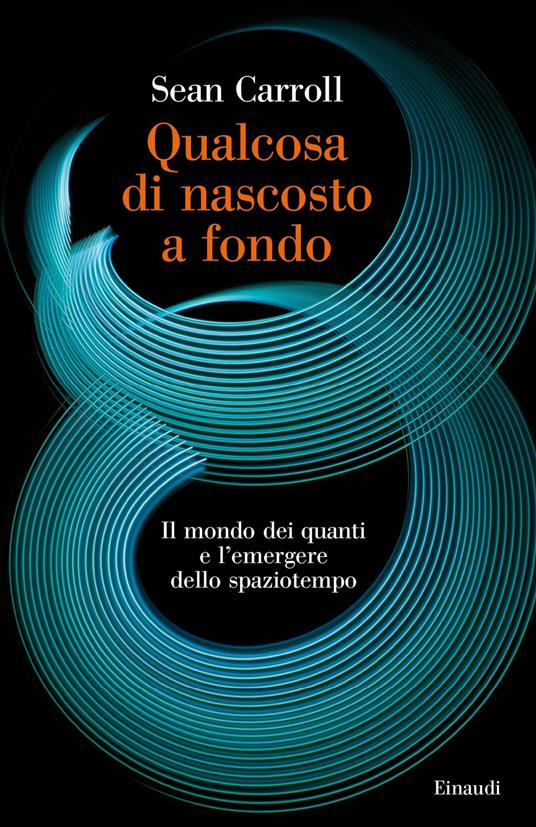 Sean Carroll
Qualcosa
di nascosto
a fondo
Il mondo dei quanti
e l'emergere
dello spaziotempo
Einaudi